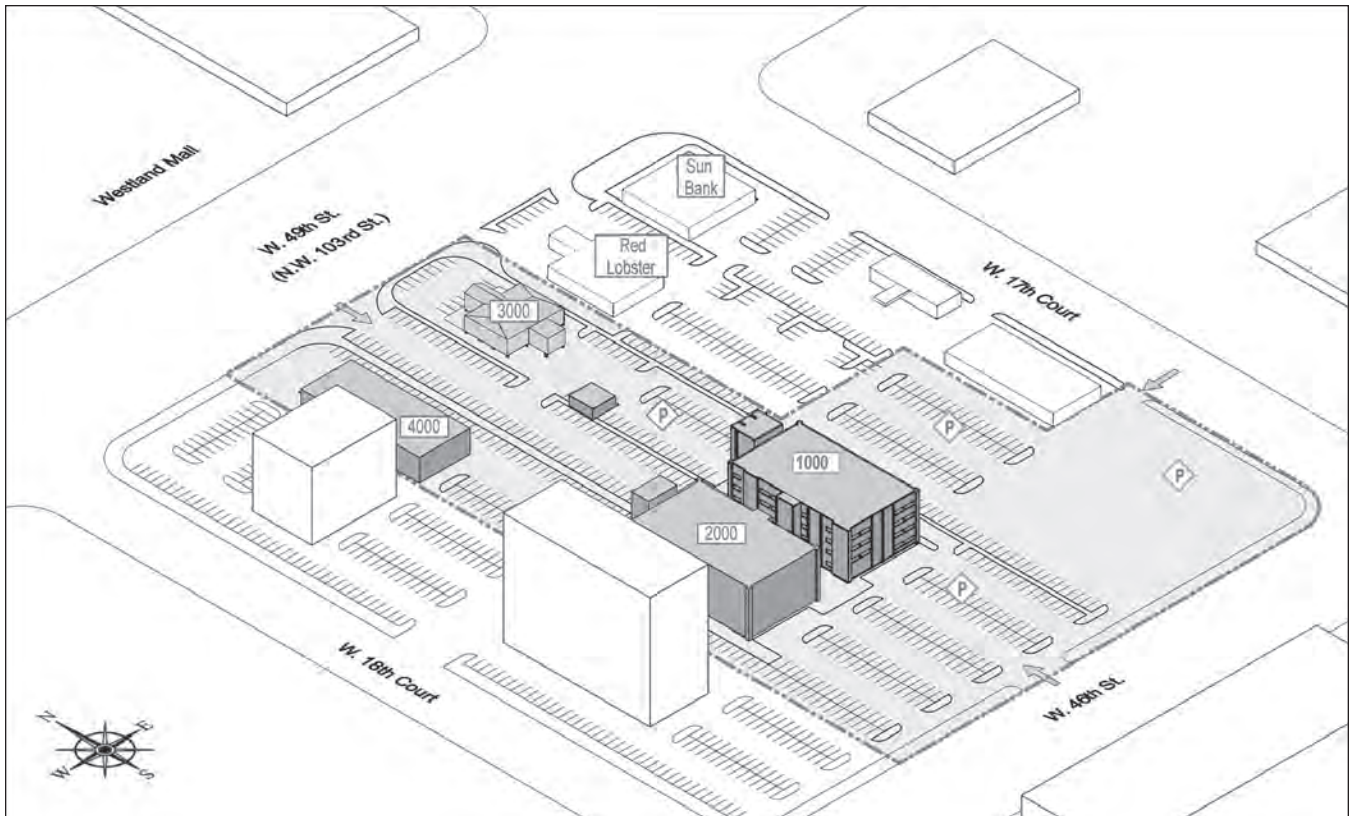 Westland Mall
W. 49th St.
(N.W. 103rd St.)
Sun
Bank
Red
Lobster
W. 17th Court
3000
P
P
4000
1000
P
2000
P
W. 18th Court
W. 46th St.
N
E
W
S